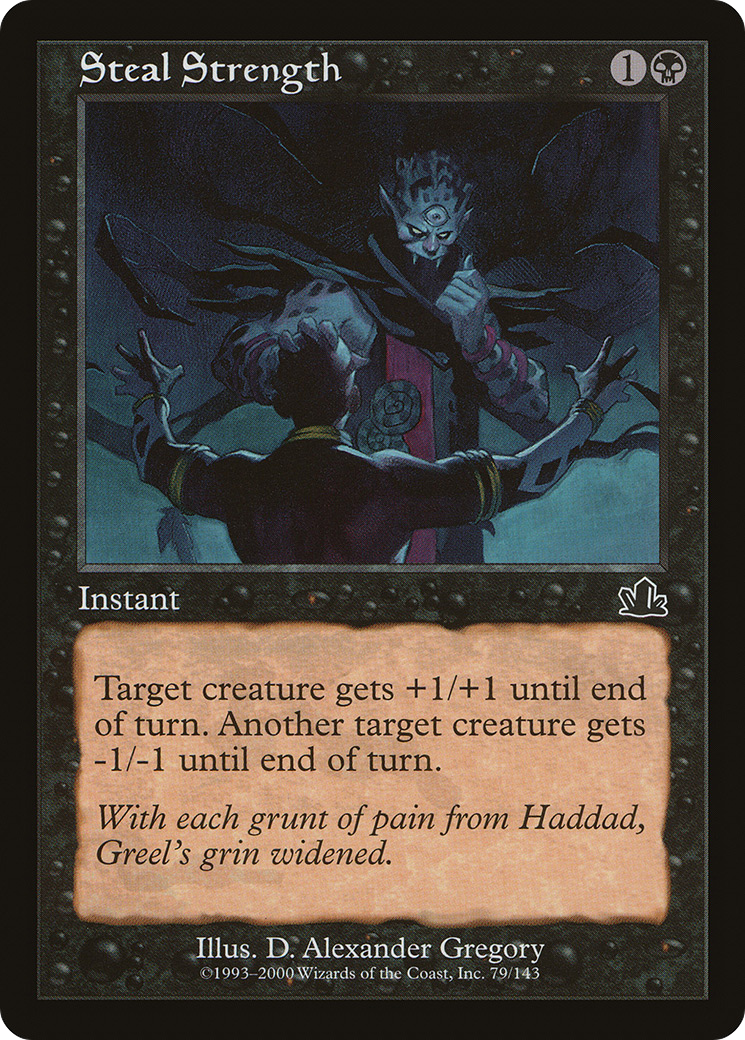 Steal Strength 1
Instant
Target creature gets +1/+1 until end
of turn. Another target creature gets
-1/-1 until end of turn.
With each grunt of pain from Haddad,
Greel's grin widened.
Illus. D. Alexander Gregory
©1993–2000 Wizards of the Coast, Inc. 79/143